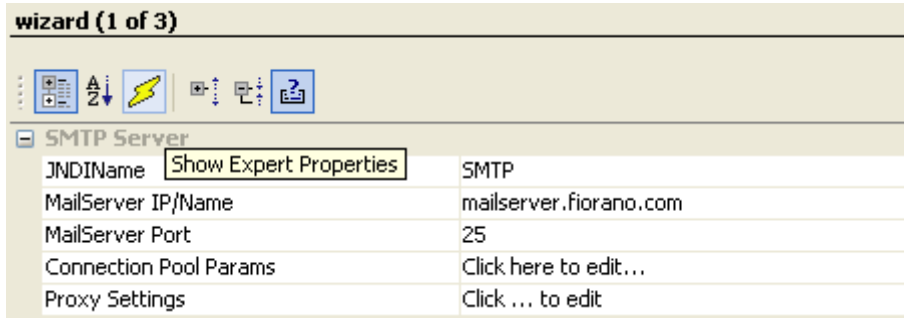 wizard (1 of 3)
A
Z
SMTP Server
Show Expert Properties
JNDIName SMTP
MailServer IP/Name mailserver.fiorano.com
MailServer Port 25
Connection Pool Params Click here to edit...
Proxy Settings Click ... to edit